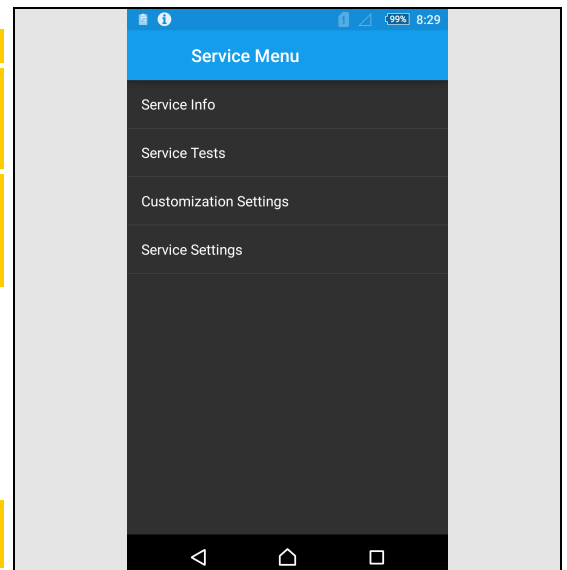 99% 8:29
Service Menu
Service Info
Service Tests
Customization Settings
Service Settings